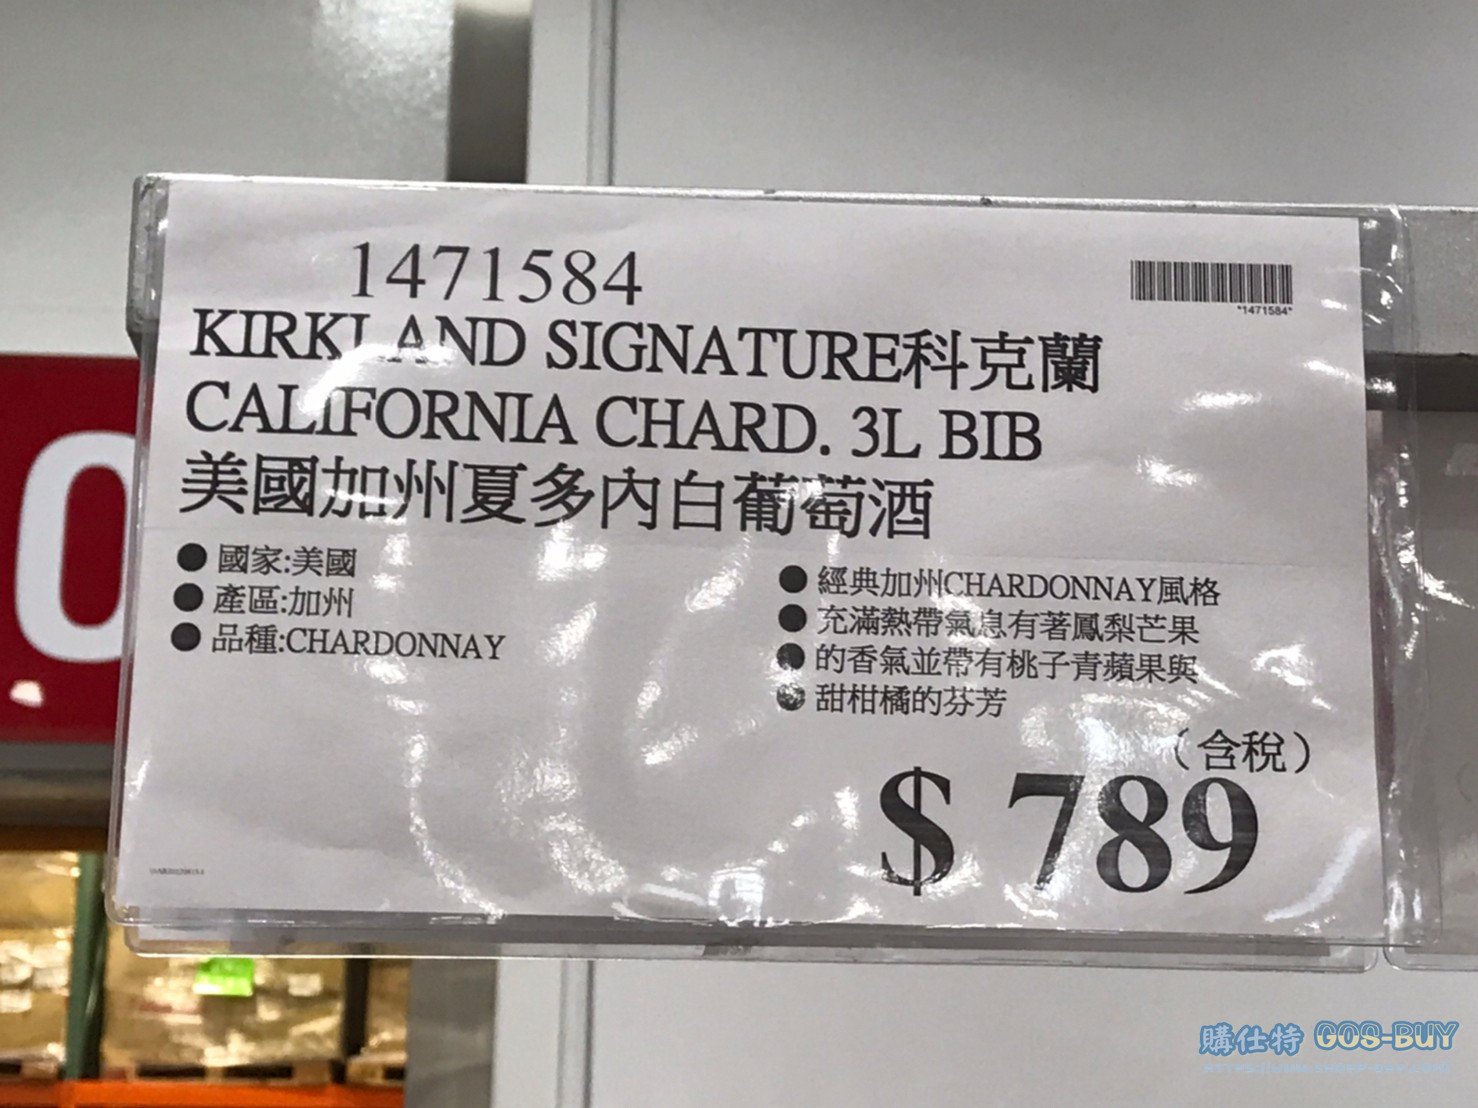 1471584
*1471584*
KIRKLAND SIGNATURE科克蘭
CALIFORNIA CHARD. 3L BIB
美國加州夏多內白葡萄酒
● 國家:美國
● 產區:加州
● 品種:CHARDONNAY
● 經典加州CHARDONNAY風格
● 充滿熱帶氣息有著鳳梨芒果
● 的香氣並帶有桃子青蘋果與
● 甜柑橘的芬芳
（含稅）
$ 789
0
購仕特 GOS-BUY